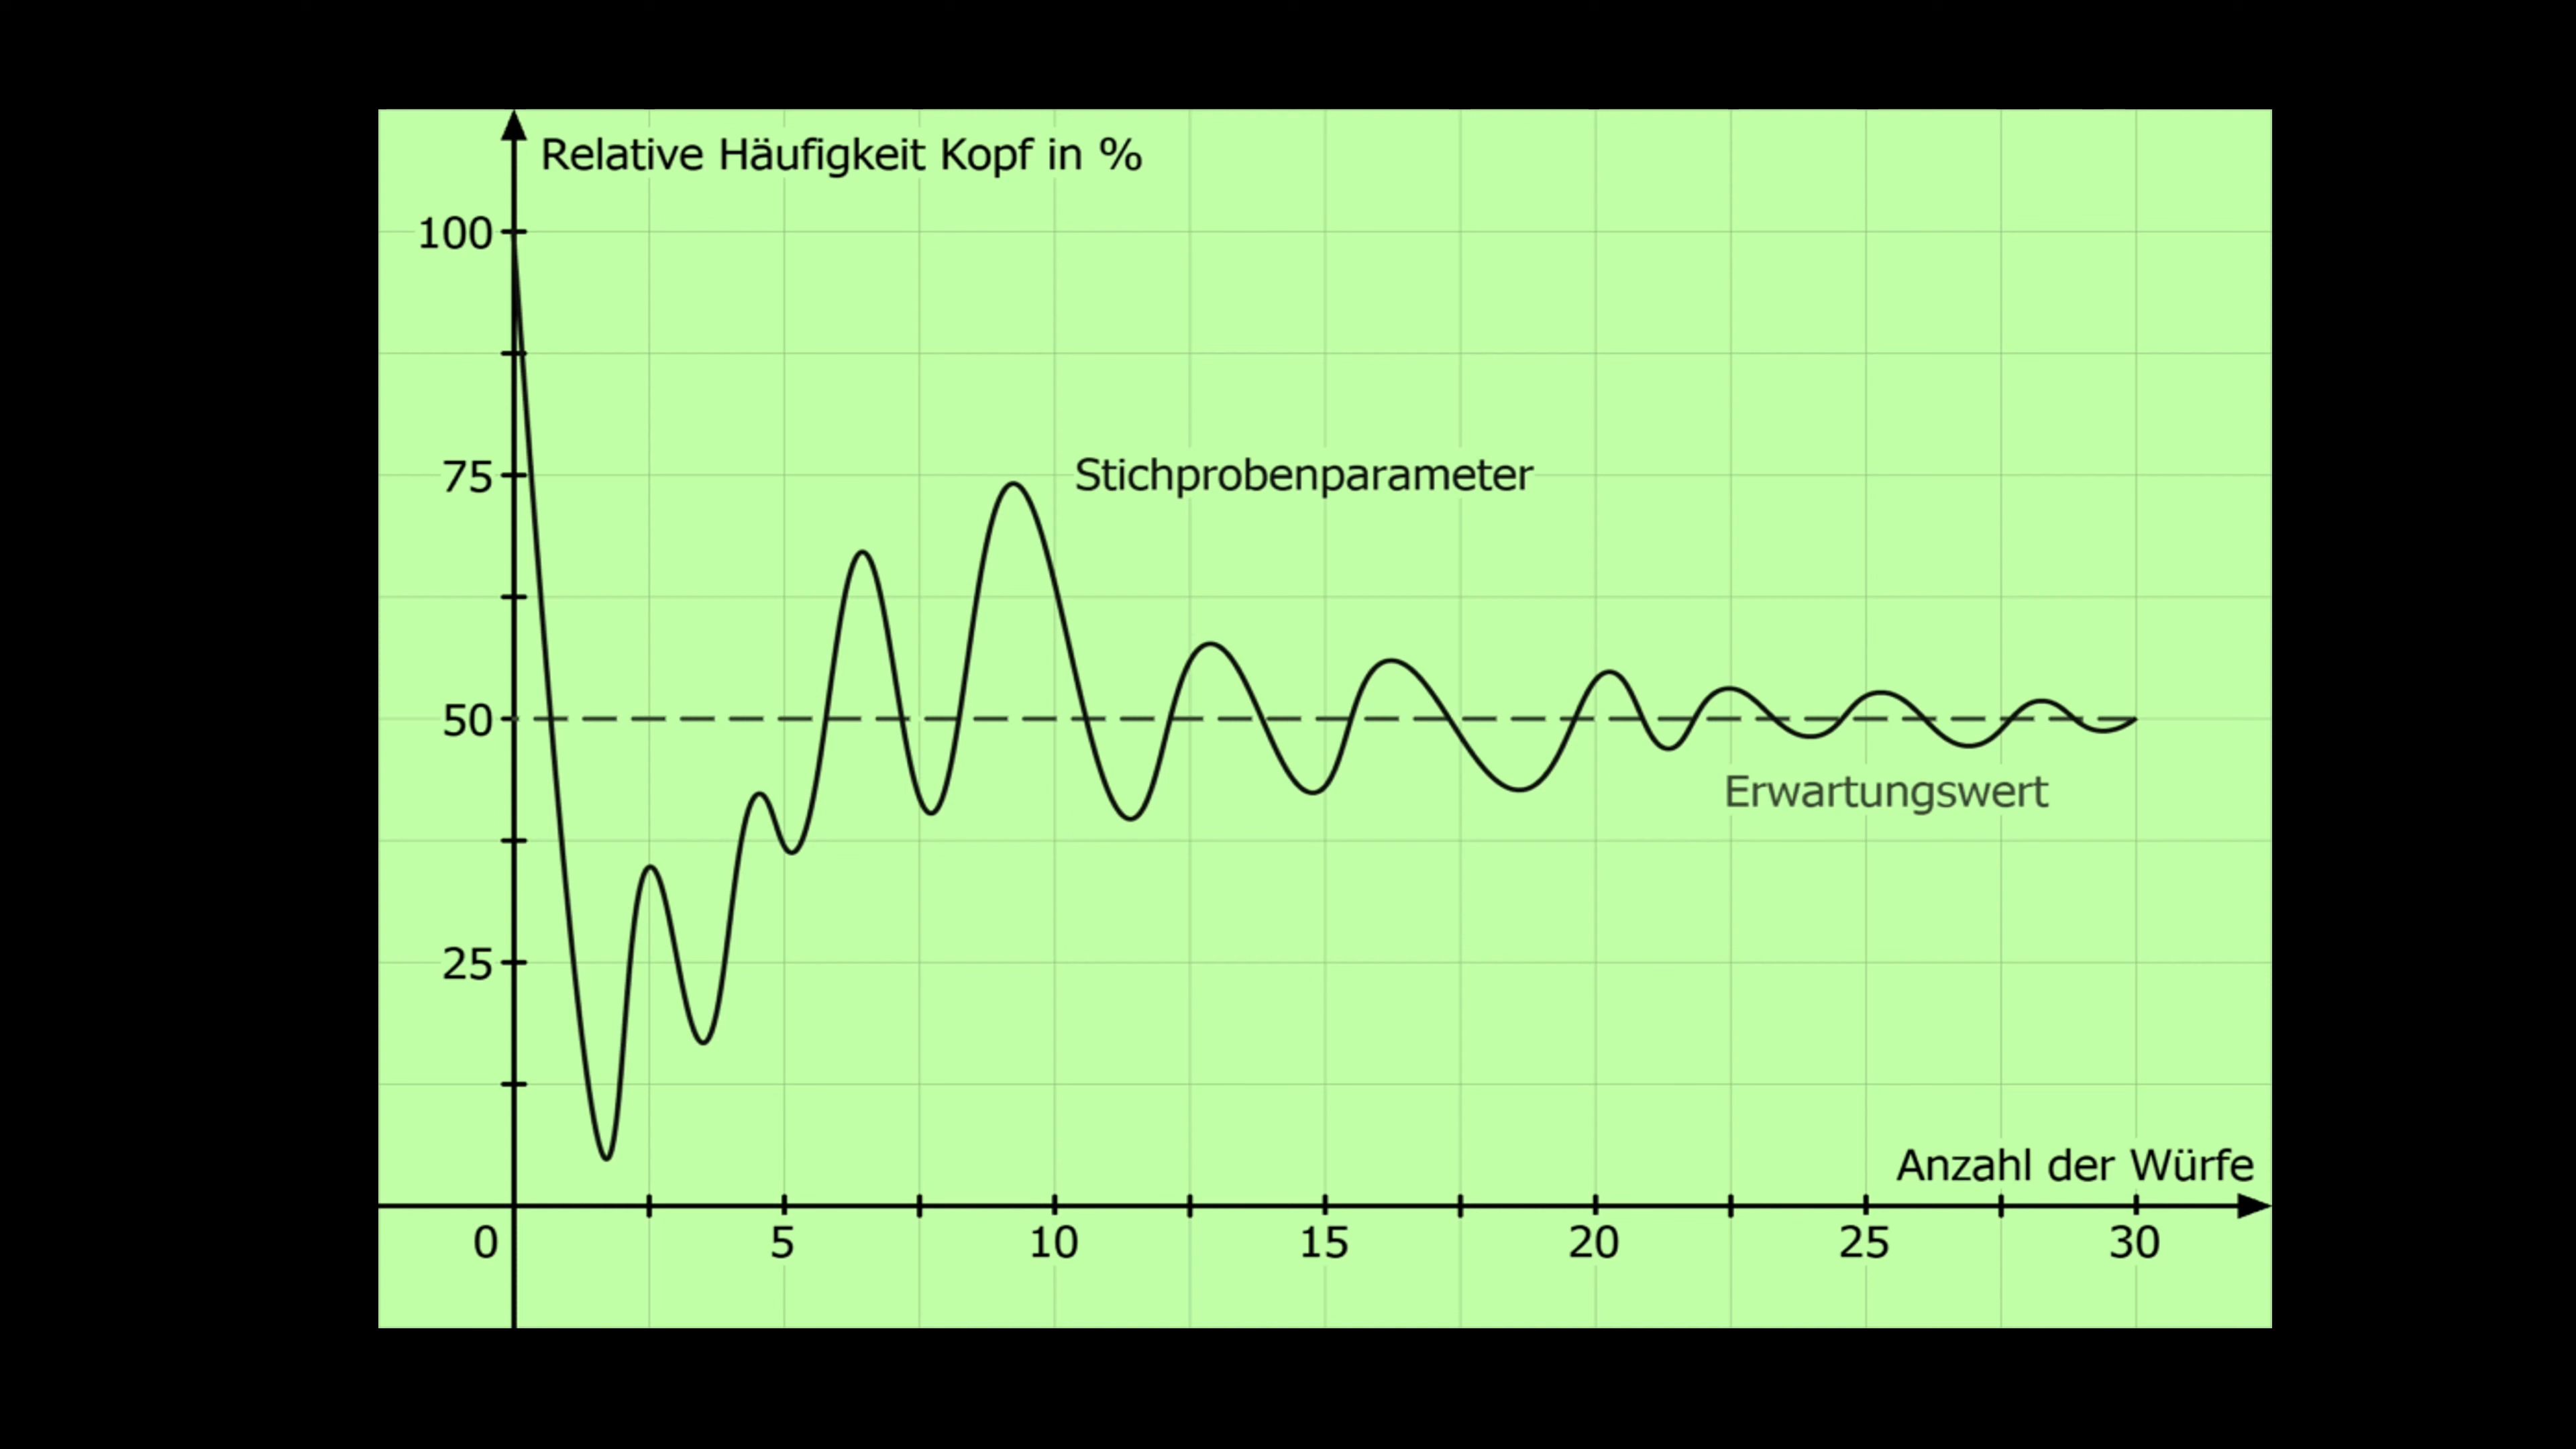 Relative Häufigkeit Kopf in %
100
75
Stichprobenparameter
50
Erwartungswert
25
Anzahl der Würfe
0 5 10 15 20 25 30